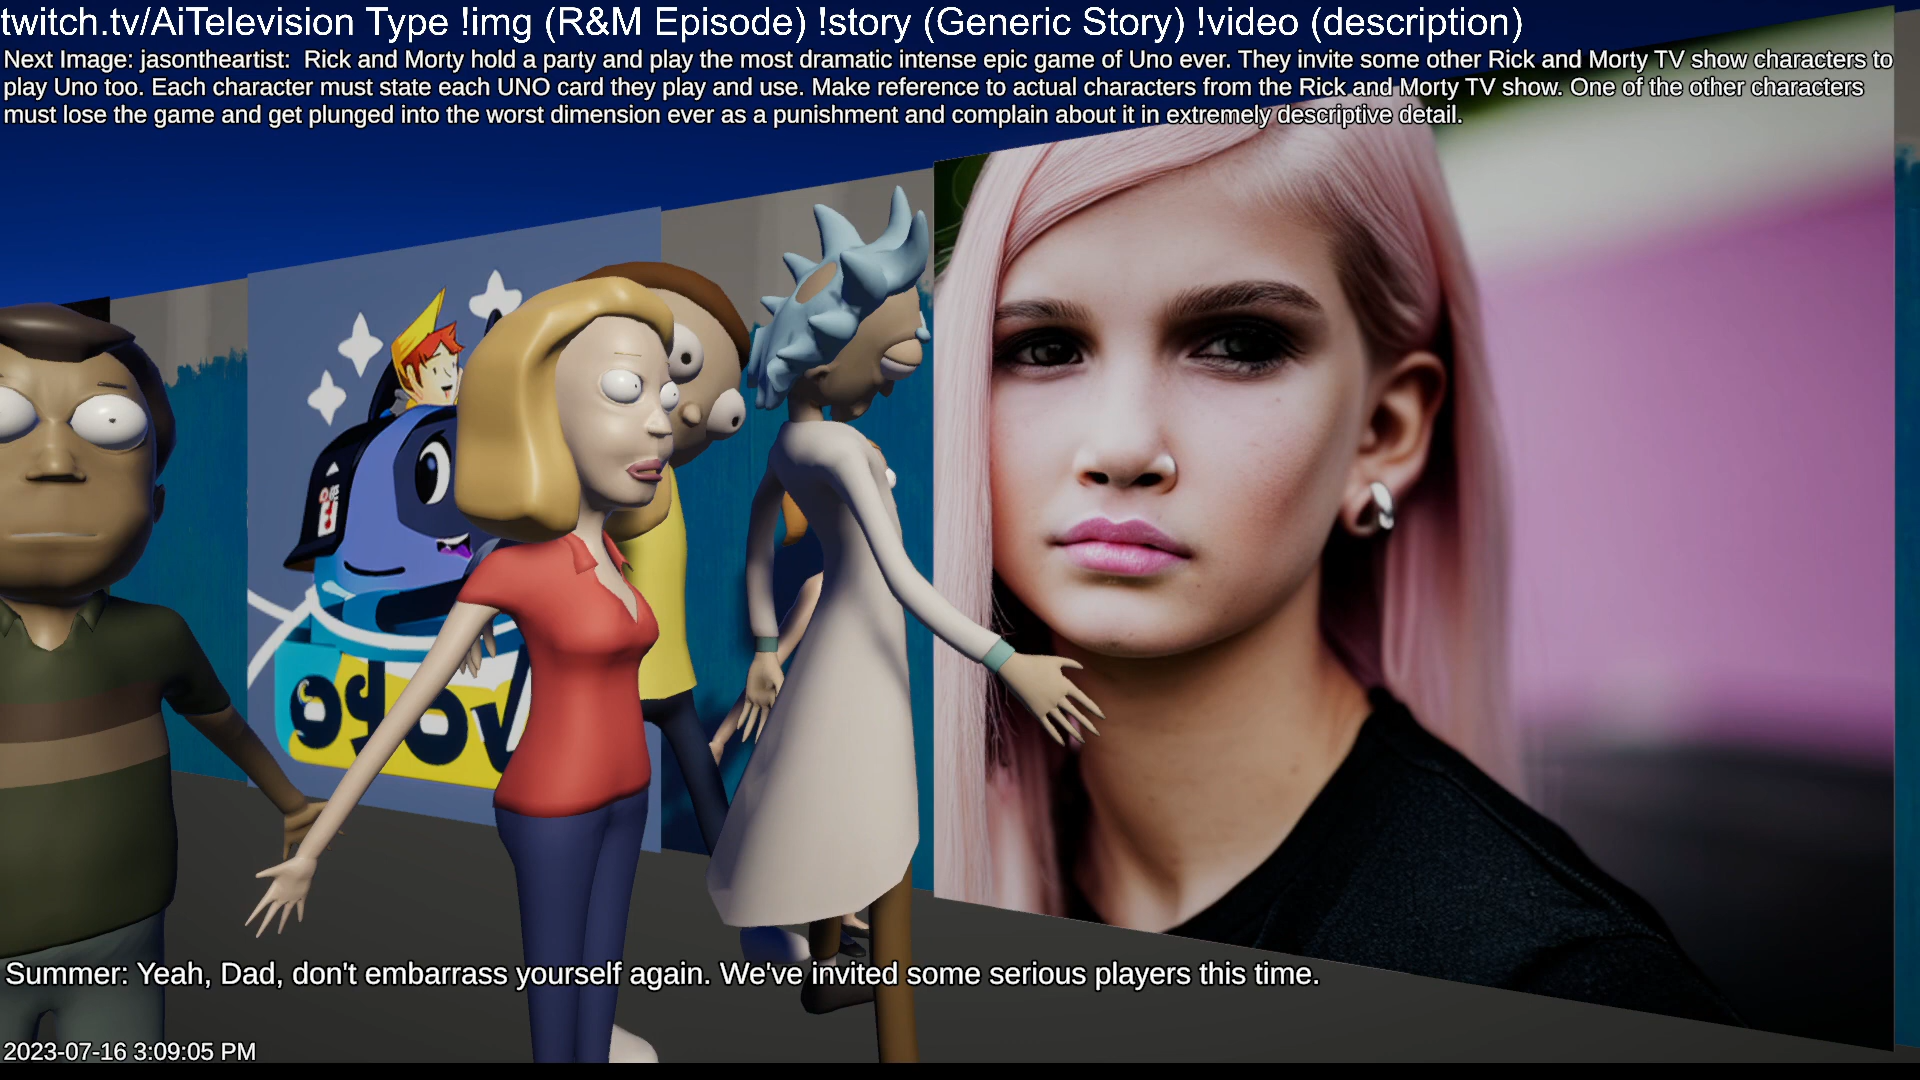 twitch.tv/AiTelevision Type !img (R&M Episode) !story (Generic Story) !video (description)
Next Image: jasontheartist:  Rick and Morty hold a party and play the most dramatic intense epic game of Uno ever. They invite some other Rick and Morty TV show characters to
play Uno too. Each character must state each UNO card they play and use. Make reference to actual characters from the Rick and Morty TV show. One of the other characters
must lose the game and get plunged into the worst dimension ever as a punishment and complain about it in extremely descriptive detail.
Summer: Yeah, Dad, don't embarrass yourself again. We've invited some serious players this time.
2023-07-16 3:09:05 PM